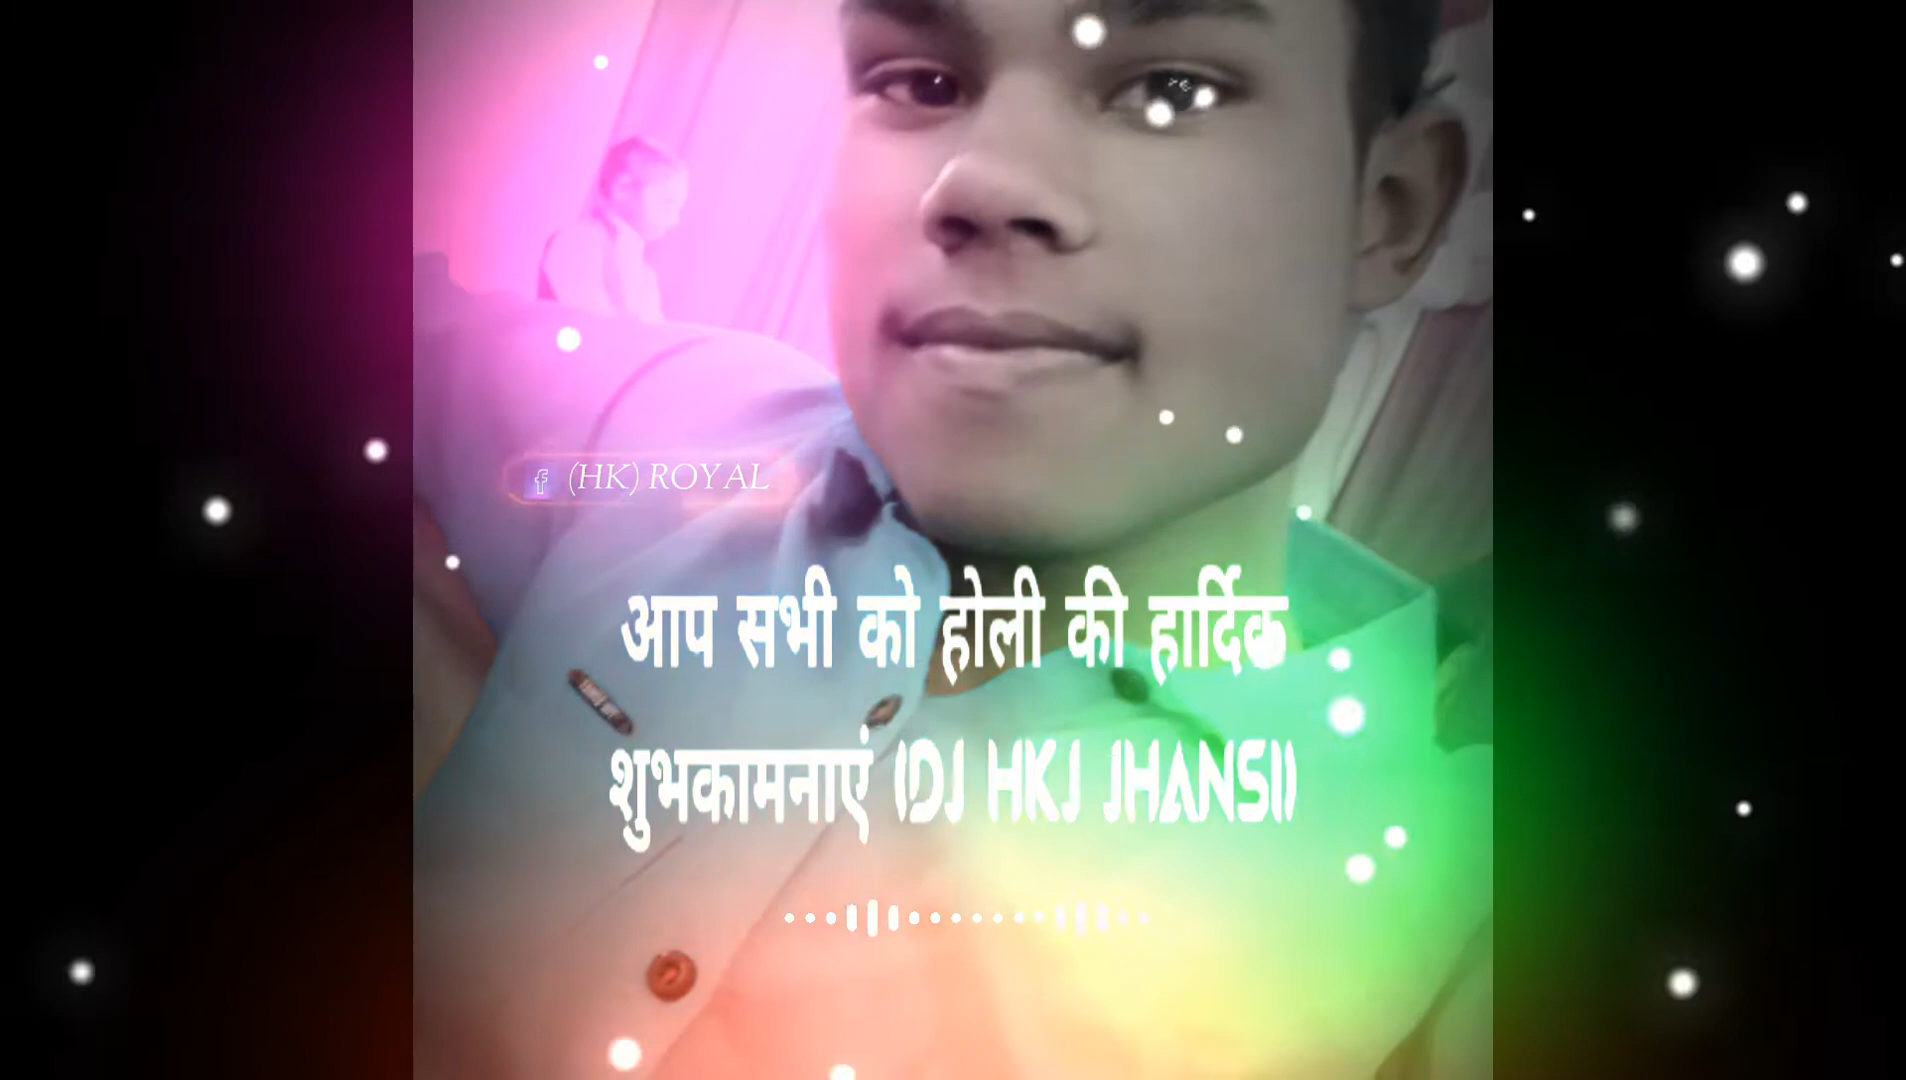 (HK) ROYAL
आप सभी को होली की हार्दिक
शुभकामनाएं (DJ HKJ JHANSI)